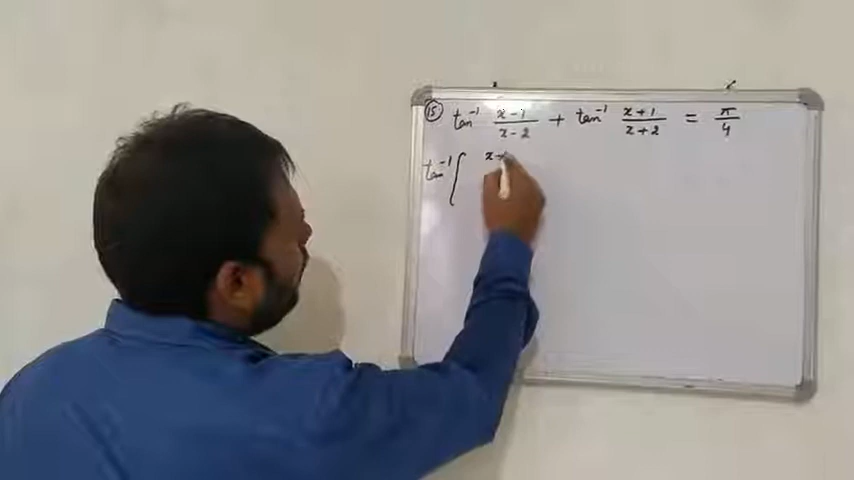 (15) tan⁻¹ (x-1)/(x-2) + tan⁻¹ (x+1)/(x+2) = π/4
tan⁻¹ ( x-